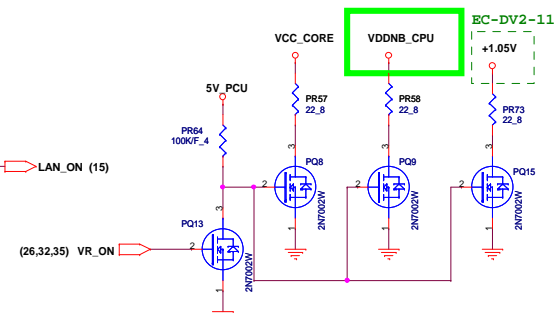 EC-DV2-11
VCC_CORE
VDDNB_CPU
+1.05V
5V_PCU
PR57
22_8
PR58
22_8
PR73
22_8
PR64
100K/F_4
LAN_ON (15)
3
3
3
PQ8
PQ9
PQ15
2
2
2
2N7002W
2N7002W
2N7002W
1
1
1
3
PQ13
(26,32,35) VR_ON
2
2N7002W
1